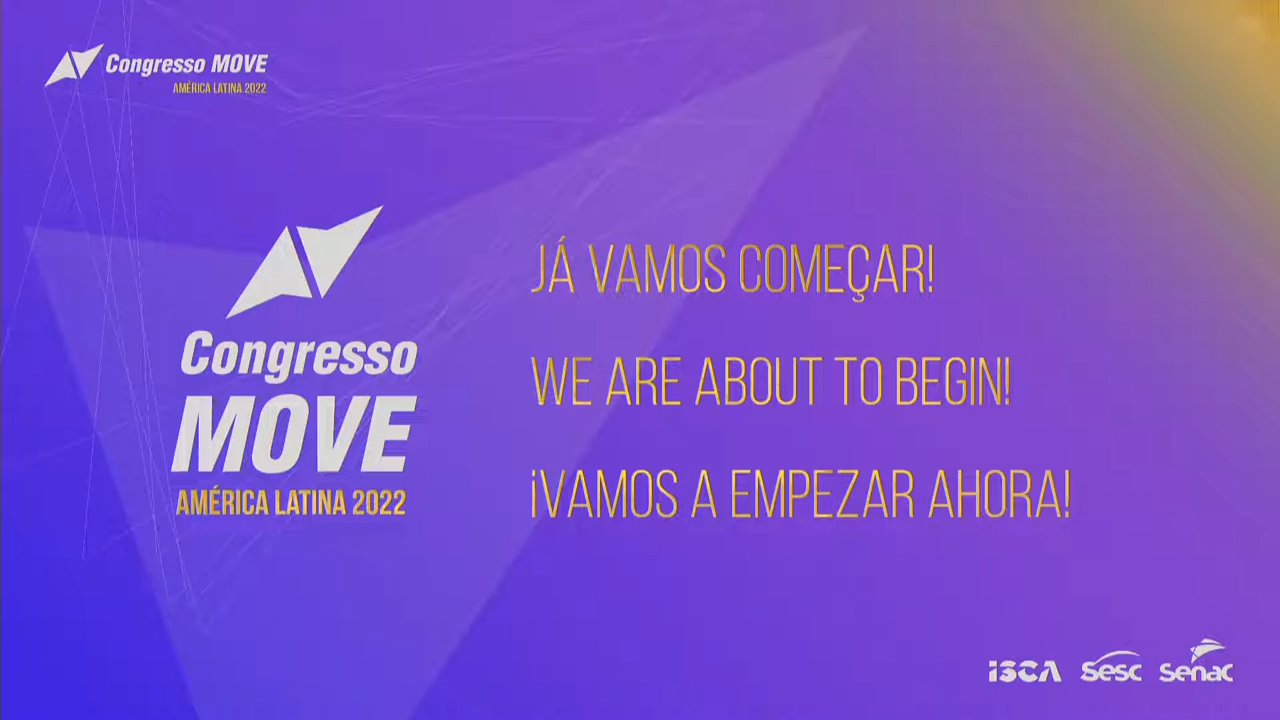 Congresso MOVE
AMÉRICA LATINA 2022
Congresso
MOVE
AMÉRICA LATINA 2022
JÁ VAMOS COMEÇAR!
WE ARE ABOUT TO BEGIN!
¡VAMOS A EMPEZAR AHORA!
ISCA Sesc Senac